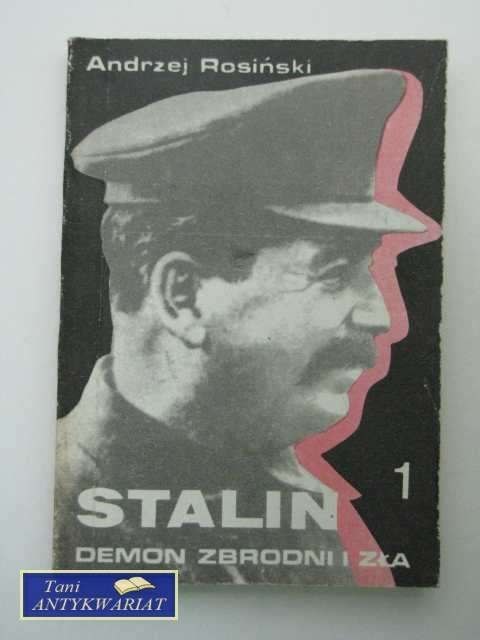 Andrzej Rosiński
1
STALIN
DEMON ZBRODNI I ZŁA
Tani
ANTYKWARIAT